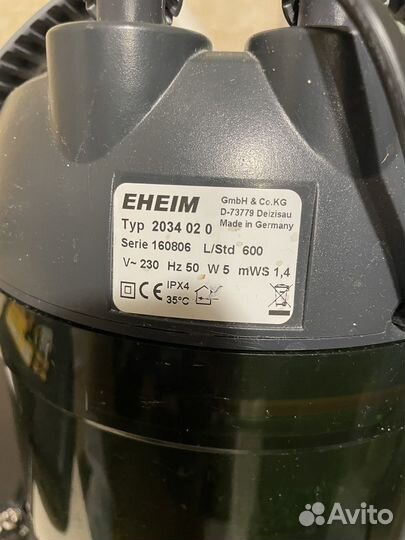 EHEIM
GmbH & Co.KG
D-73779 Deizisau
Made in Germany
Typ 2034 02 0
Serie 160806 L/Std 600
V~ 230 Hz 50 W 5 mWS 1,4
CE IPX4
35°C
Avito